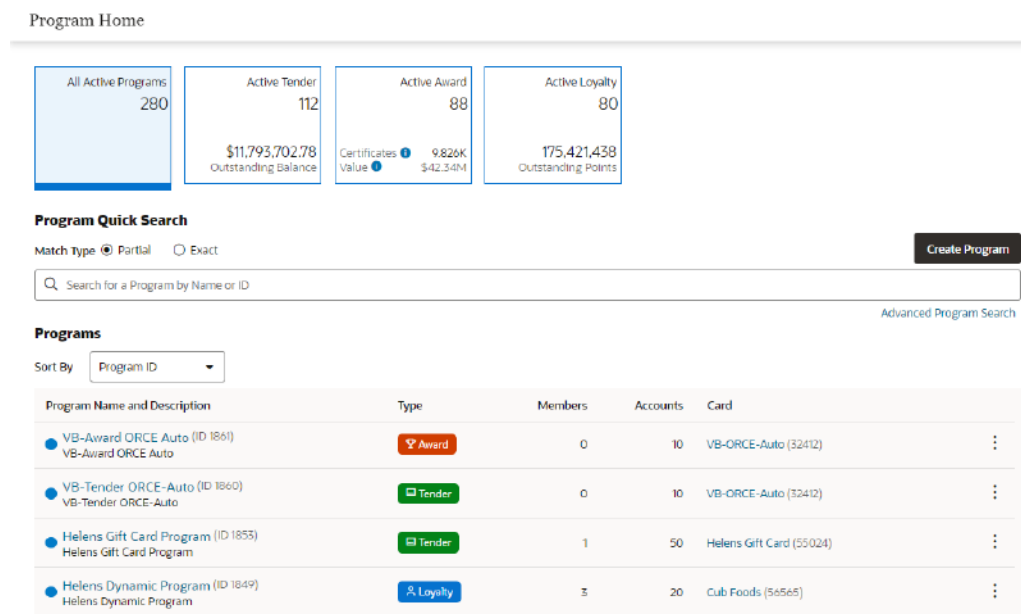 Program Home
All Active Programs
280
Active Tender
112
$11,793,702.78
Outstanding Balance
Active Award
88
Certificates 9.826K
Value $42.34M
Active Loyalty
80
175,421,438
Outstanding Points
Program Quick Search
Match Type Partial Exact
Create Program
Search for a Program by Name or ID
Advanced Program Search
Programs
Sort By Program ID
Program Name and Description Type Members Accounts Card
VB-Award ORCE Auto (ID 1861) Award 0 10 VB-ORCE-Auto (32412)
VB-Award ORCE Auto
VB-Tender ORCE-Auto (ID 1860) Tender 0 10 VB-ORCE-Auto (32412)
VB-Tender ORCE-Auto
Helens Gift Card Program (ID 1853) Tender 1 50 Helens Gift Card (55024)
Helens Gift Card Program
Helens Dynamic Program (ID 1849) Loyalty 3 20 Cub Foods (56565)
Helens Dynamic Program